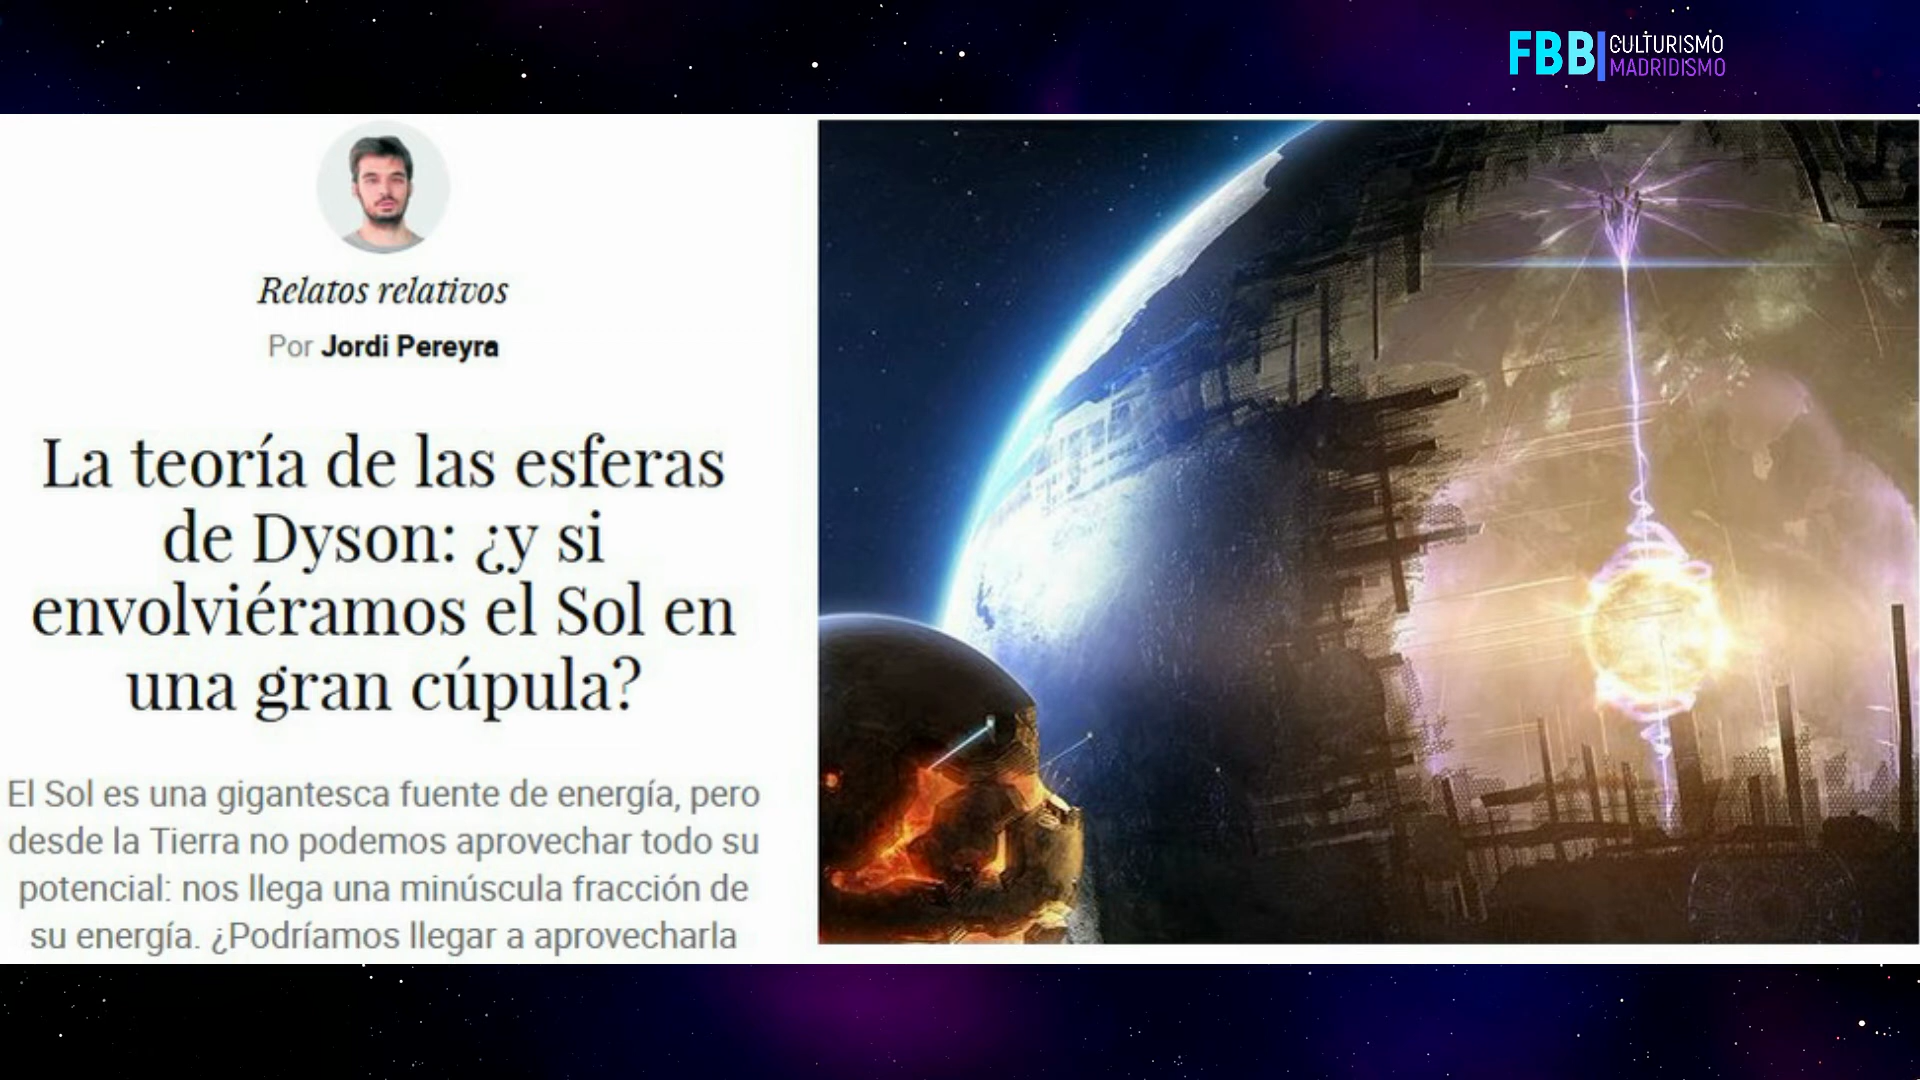 FBB CULTURISMO
MADRIDISMO
Relatos relativos
Por Jordi Pereyra
La teoría de las esferas
de Dyson: ¿y si
envolviéramos el Sol en
una gran cúpula?
El Sol es una gigantesca fuente de energía, pero
desde la Tierra no podemos aprovechar todo su
potencial: nos llega una minúscula fracción de
su energía. ¿Podríamos llegar a aprovecharla